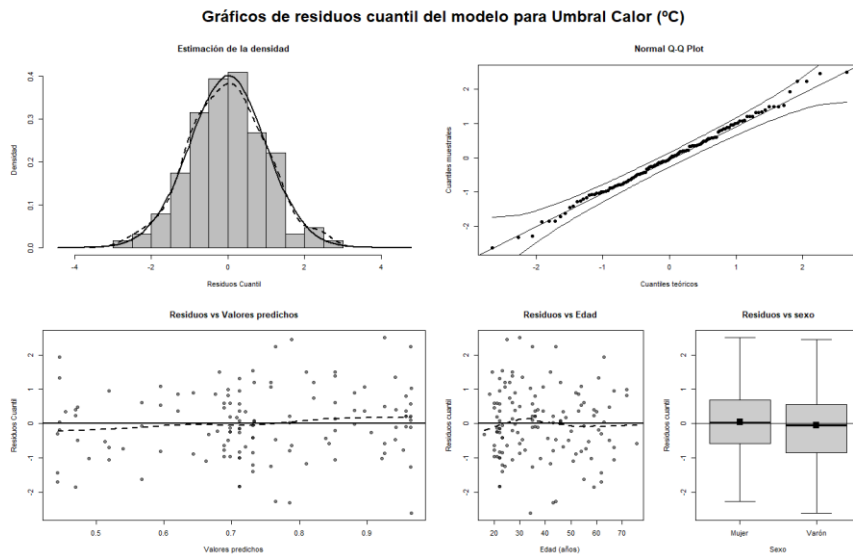 Gráficos de residuos cuantil del modelo para Umbral Calor (ºC)
Estimación de la densidad
Densidad
0.0
0.1
0.2
0.3
0.4
-4
-2
0
2
4
Residuos Cuantil
Normal Q-Q Plot
Cuantiles muestrales
-2
-1
0
1
2
-2
-1
0
1
2
Cuantiles teóricos
Residuos vs Valores predichos
Residuos Cuantil
-2
-1
0
1
2
0.5
0.6
0.7
0.8
0.9
Valores predichos
Residuos vs Edad
Residuos cuantil
-2
-1
0
1
2
20
30
40
50
60
70
Edad (años)
Residuos vs sexo
Residuos cuantil
-2
-1
0
1
2
Mujer
Varón
Sexo